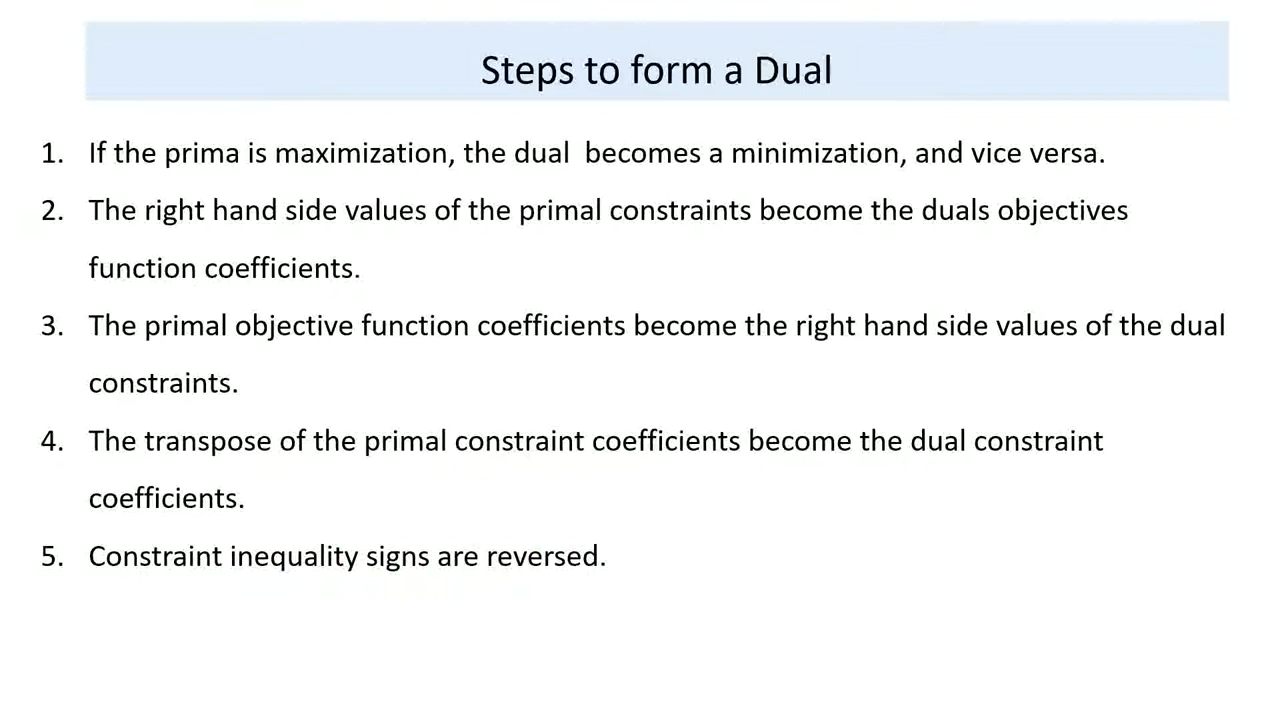 Steps to form a Dual
1. If the prima is maximization, the dual becomes a minimization, and vice versa.
2. The right hand side values of the primal constraints become the duals objectives
function coefficients.
3. The primal objective function coefficients become the right hand side values of the dual
constraints.
4. The transpose of the primal constraint coefficients become the dual constraint
coefficients.
5. Constraint inequality signs are reversed.